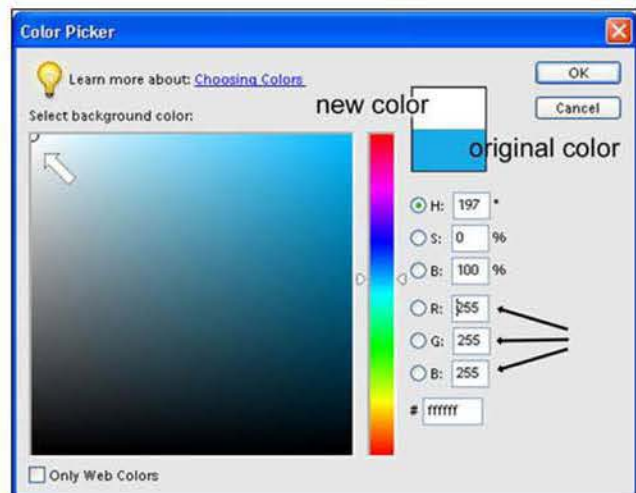 Color Picker
Learn more about: Choosing Colors
OK
new color
Cancel
Select background color:
original color
H: 197 °
S: 0 %
B: 100 %
R: 255
G: 255
B: 255
# ffffff
Only Web Colors